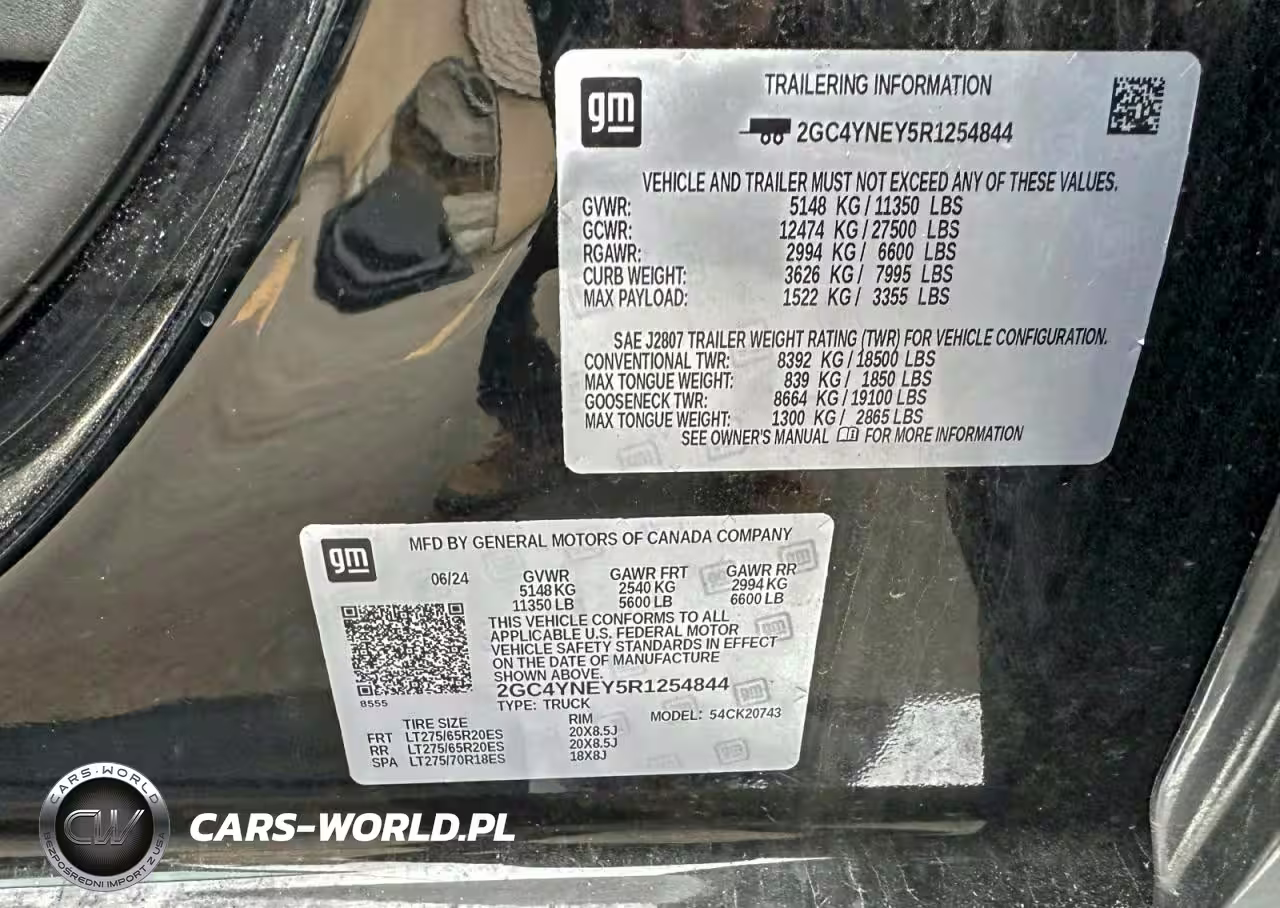 gm
TRAILERING INFORMATION
2GC4YNEY5R1254844
VEHICLE AND TRAILER MUST NOT EXCEED ANY OF THESE VALUES.
GVWR: 5148 KG / 11350 LBS
GCWR: 12474 KG / 27500 LBS
RGAWR: 2994 KG / 6600 LBS
CURB WEIGHT: 3626 KG / 7995 LBS
MAX PAYLOAD: 1522 KG / 3355 LBS
SAE J2807 TRAILER WEIGHT RATING (TWR) FOR VEHICLE CONFIGURATION.
CONVENTIONAL TWR: 8392 KG / 18500 LBS
MAX TONGUE WEIGHT: 839 KG / 1850 LBS
GOOSENECK TWR: 8664 KG / 19100 LBS
MAX TONGUE WEIGHT: 1300 KG / 2865 LBS
SEE OWNER'S MANUAL FOR MORE INFORMATION
gm
MFD BY GENERAL MOTORS OF CANADA COMPANY
06/24 GVWR GAWR FRT GAWR RR
5148 KG 2540 KG 2994 KG
11350 LB 5600 LB 6600 LB
THIS VEHICLE CONFORMS TO ALL
APPLICABLE U.S. FEDERAL MOTOR
VEHICLE SAFETY STANDARDS IN EFFECT
ON THE DATE OF MANUFACTURE
SHOWN ABOVE.
2GC4YNEY5R1254844
8555
TYPE: TRUCK
MODEL: 54CK20743
TIRE SIZE RIM
FRT LT275/65R20ES 20X8.5J
RR LT275/65R20ES 20X8.5J
SPA LT275/70R18ES 18X8J
CARS-WORLD
CW
BEZPOŚREDNI IMPORT Z USA
CARS-WORLD.PL